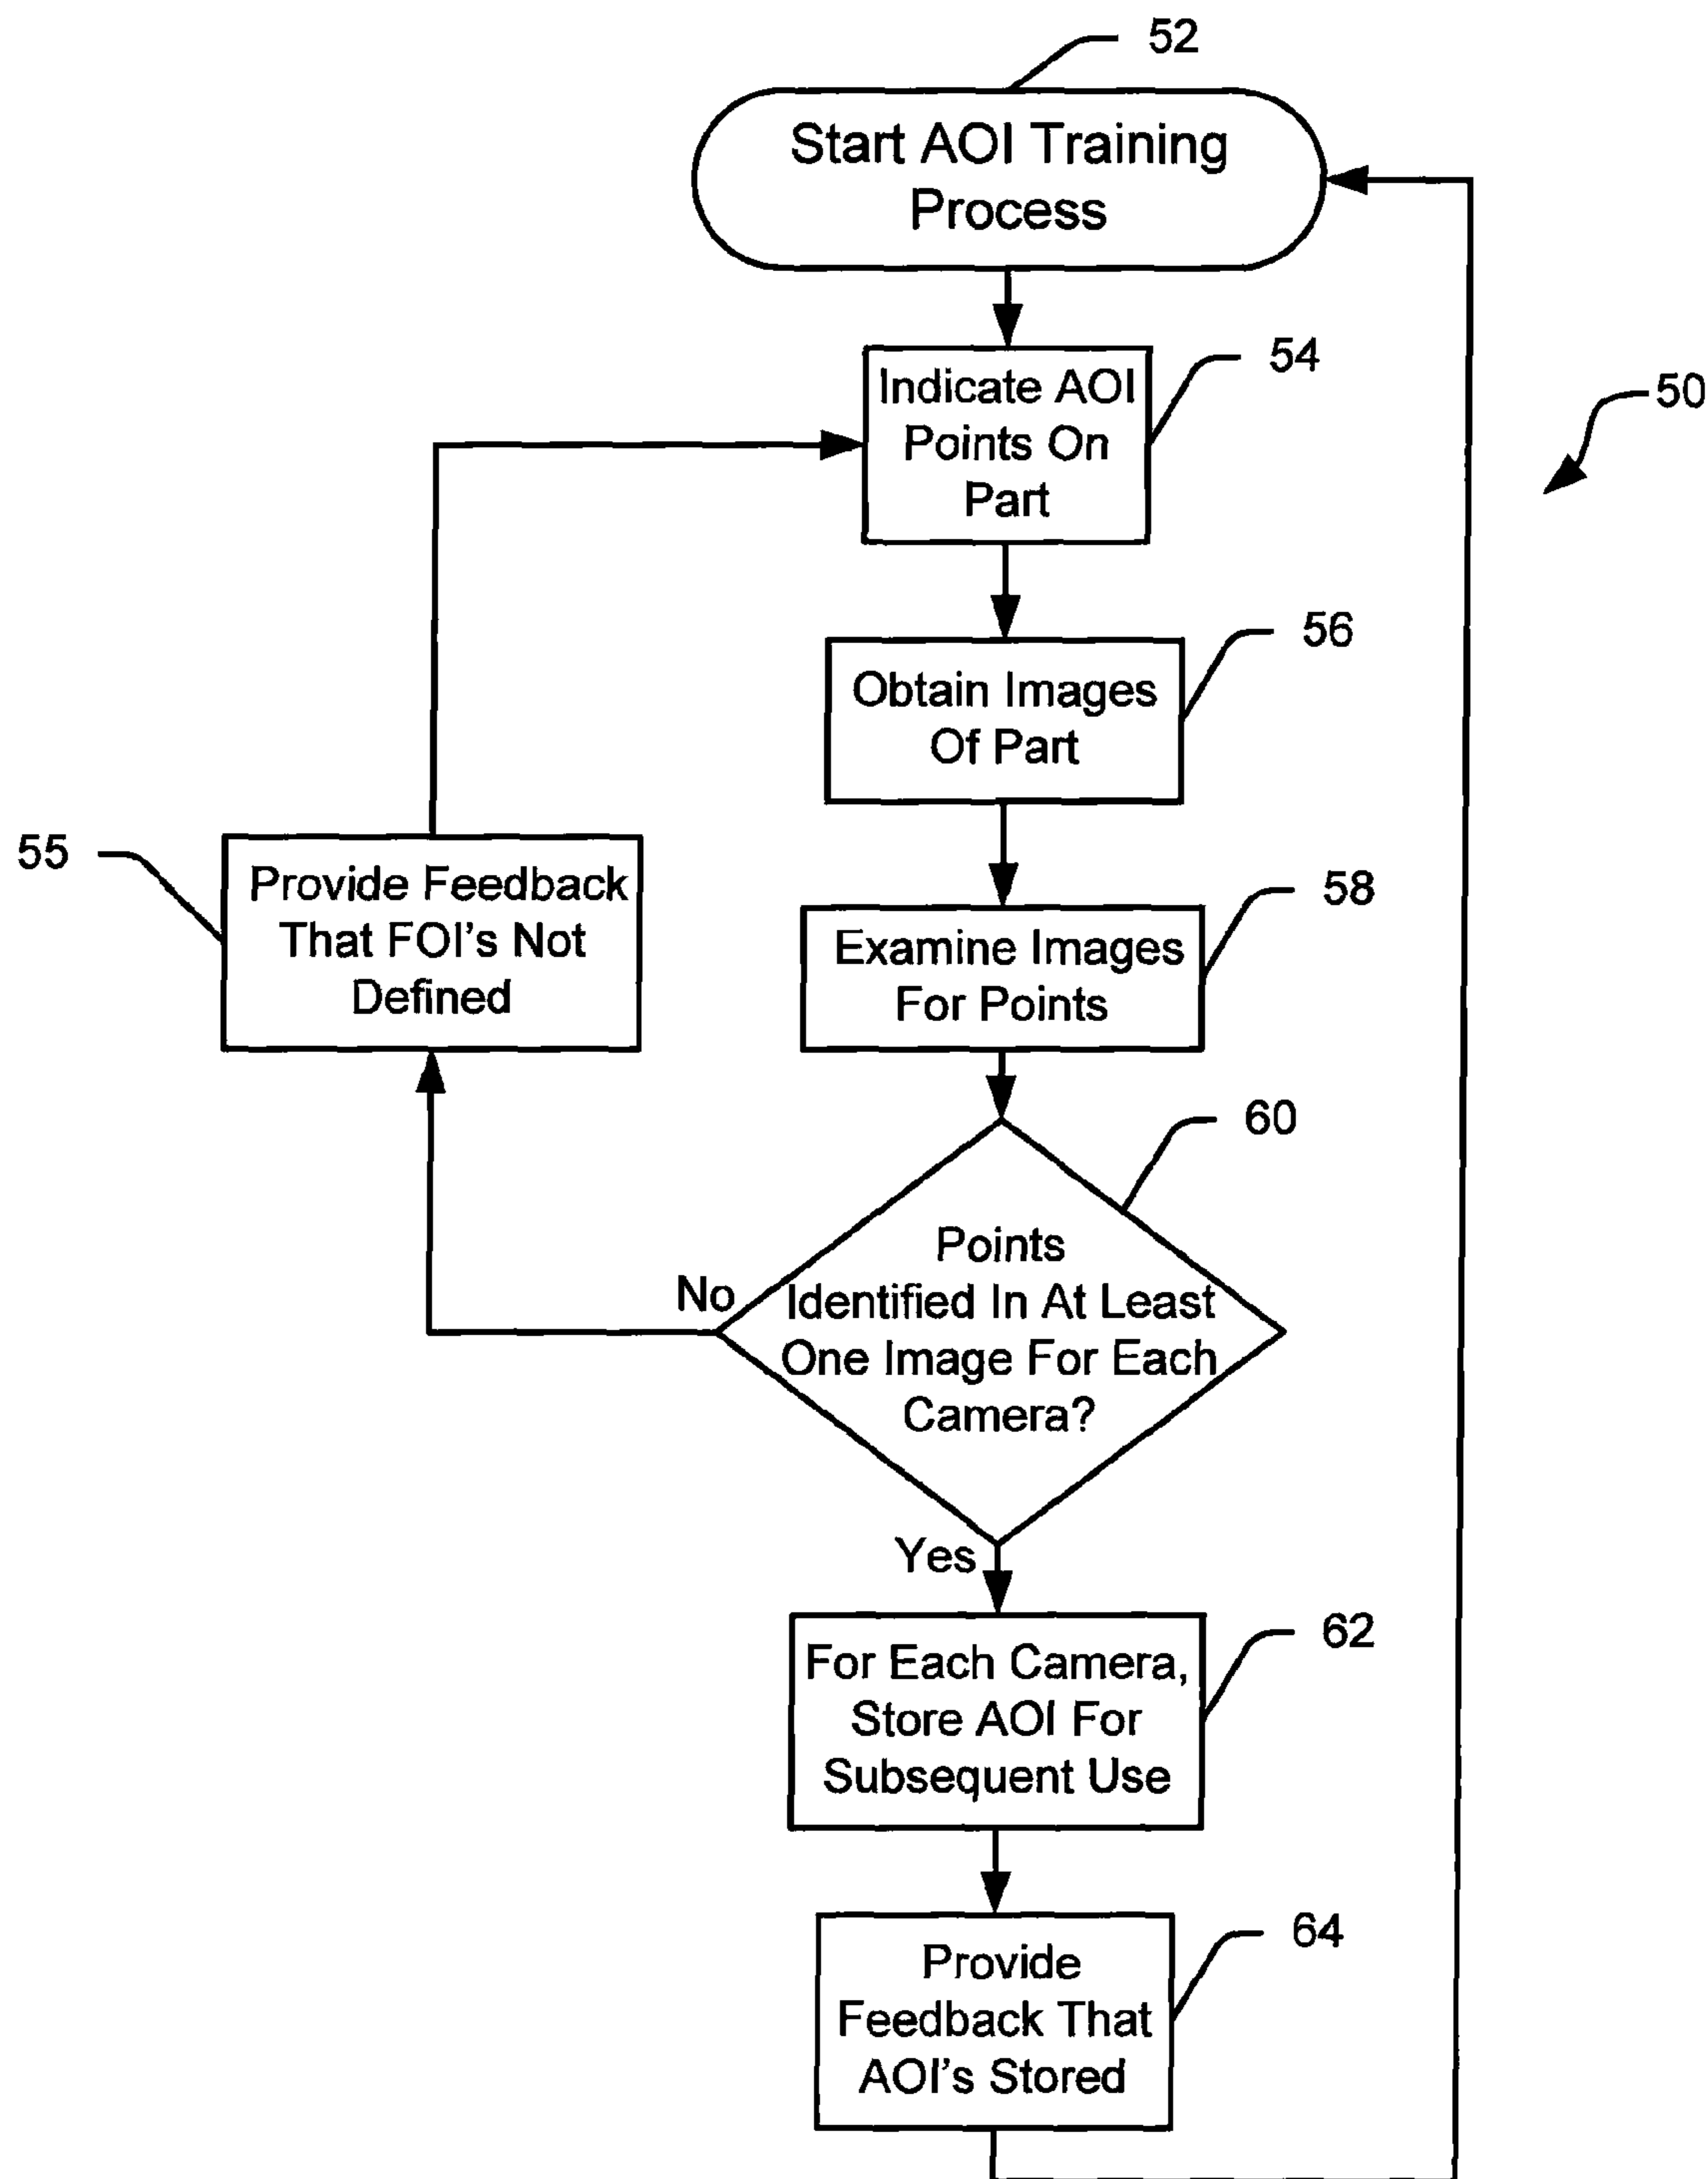 52
Start AOI Training
Process
54
Indicate AOI
Points On
Part
50
56
Obtain Images
Of Part
55
Provide Feedback
That FOI's Not
Defined
58
Examine Images
For Points
60
Points
Identified In At Least
One Image For Each
Camera?
No
Yes
62
For Each Camera,
Store AOI For
Subsequent Use
64
Provide
Feedback That
AOI's Stored